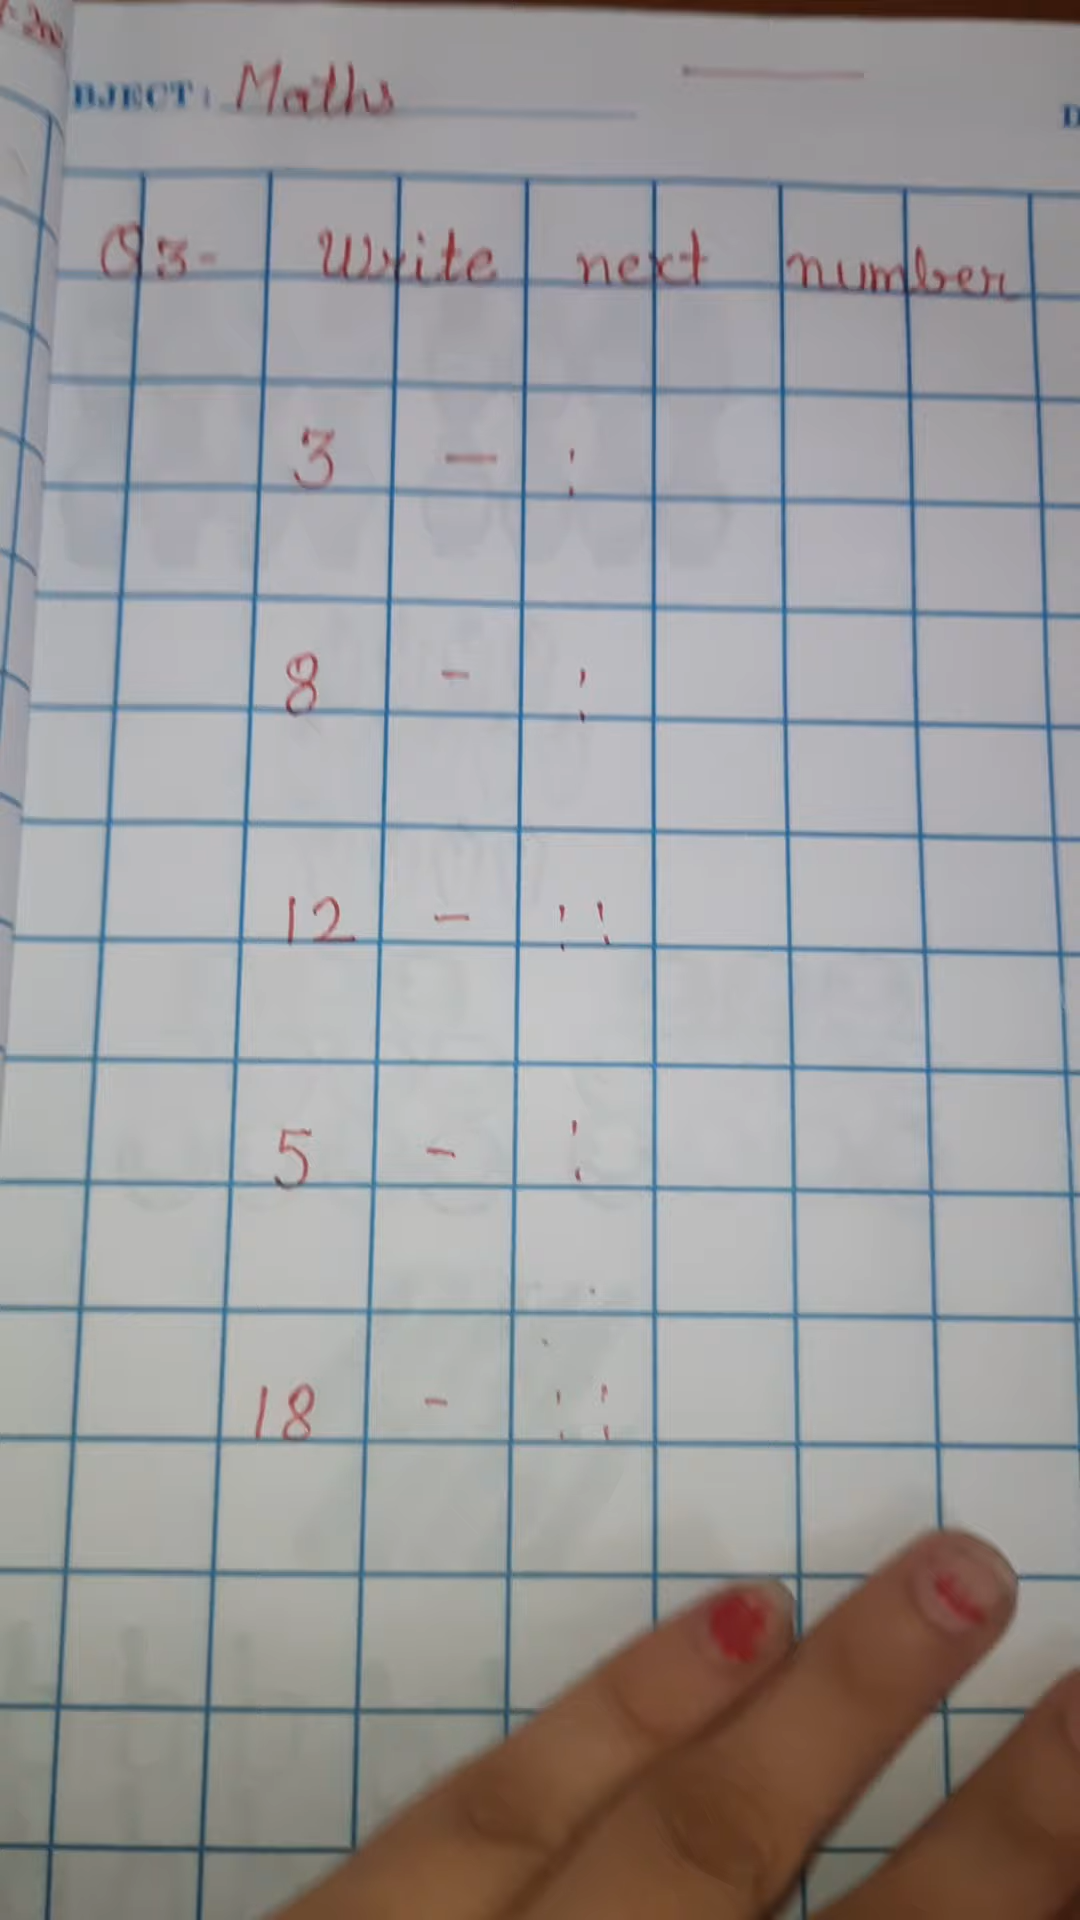 BJECT: Maths
Q3- Write next number
3 - :
8 - :
12 - : :
5 - :
18 - : :